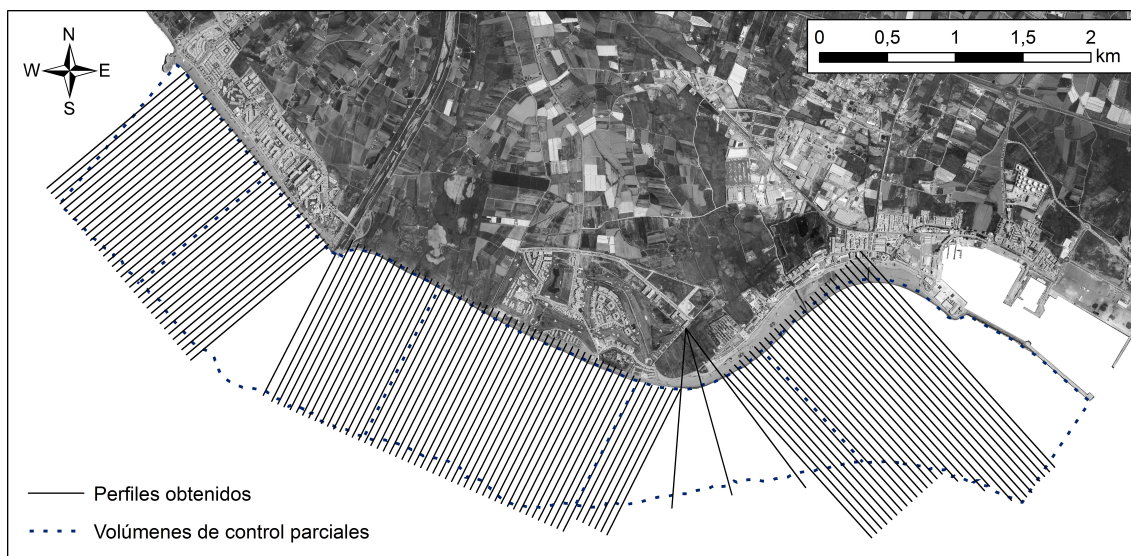 N
W E
S
0 0,5 1 1,5 2
km
Perfiles obtenidos
Volúmenes de control parciales